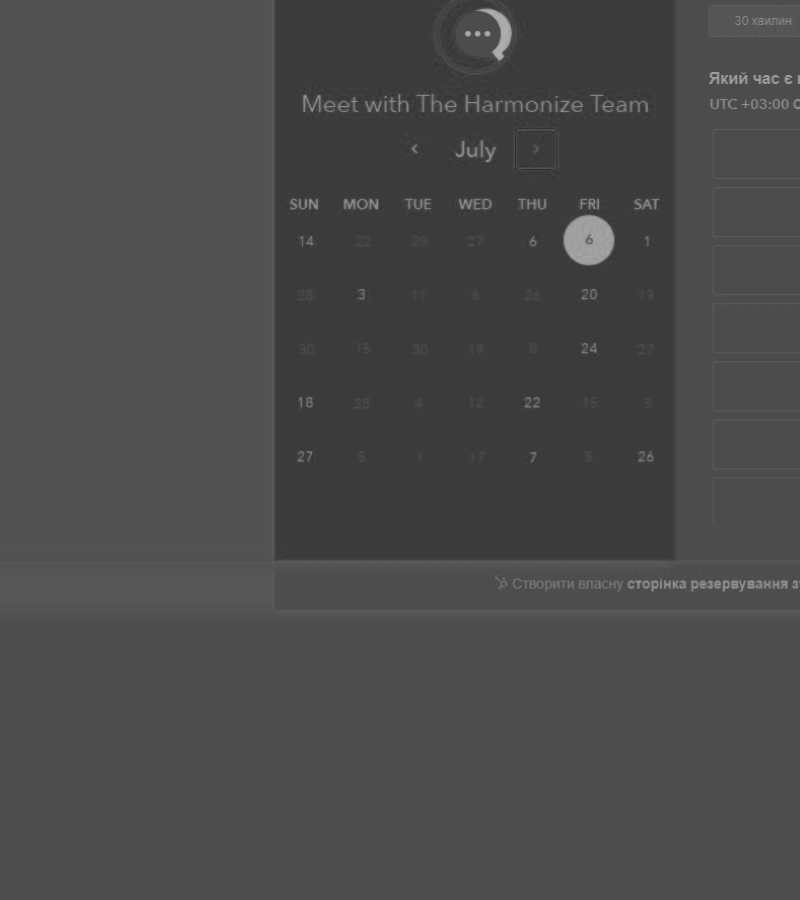 30 хвилин
Який час є
UTC +03:00
Meet with The Harmonize Team
July
SUN MON TUE WED THU FRI SAT
14 22 29 27 6 6 1
28 3 11 6 26 20 19
30 15 30 19 8 24 27
18 28 4 12 22 15 3
27 5 1 17 7 5 26
Створити власну сторінка резервування